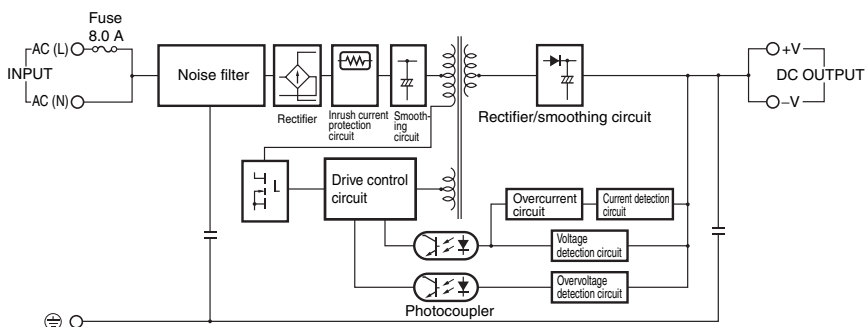 Fuse
8.0 A
AC (L)
INPUT
AC (N)
Noise filter
Rectifier
Inrush current
protection
circuit
Smooth-
ing
circuit
Rectifier/smoothing circuit
+V
DC OUTPUT
−V
L
Drive control
circuit
Overcurrent
circuit
Current detection
circuit
Voltage
detection circuit
Overvoltage
detection circuit
Photocoupler